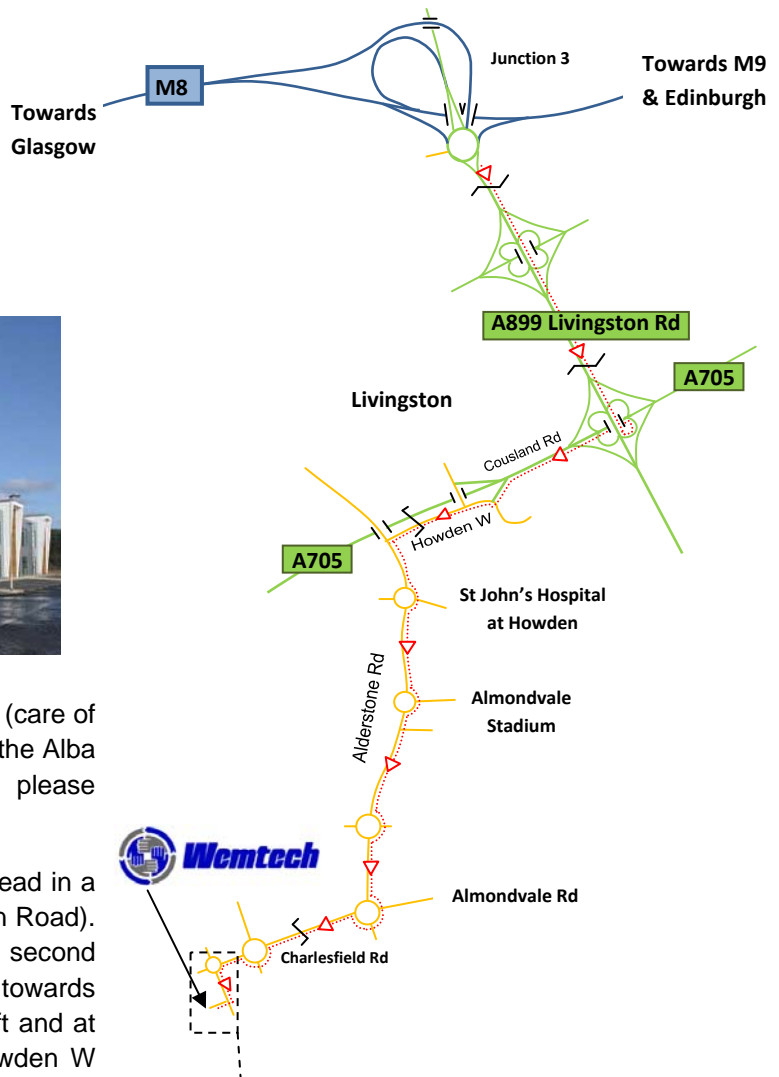 Junction 3
Towards M9
& Edinburgh
M8
Towards
Glasgow
A899 Livingston Rd
A705
Livingston
Cousland Rd
Howden W
A705
St John's Hospital
at Howden
Alderstone Rd
Almondvale
Stadium
(care of
the Alba
please
Wemtech
ead in a
n Road).
second
towards
ft and at
wden W
Almondvale Rd
Charlesfield Rd